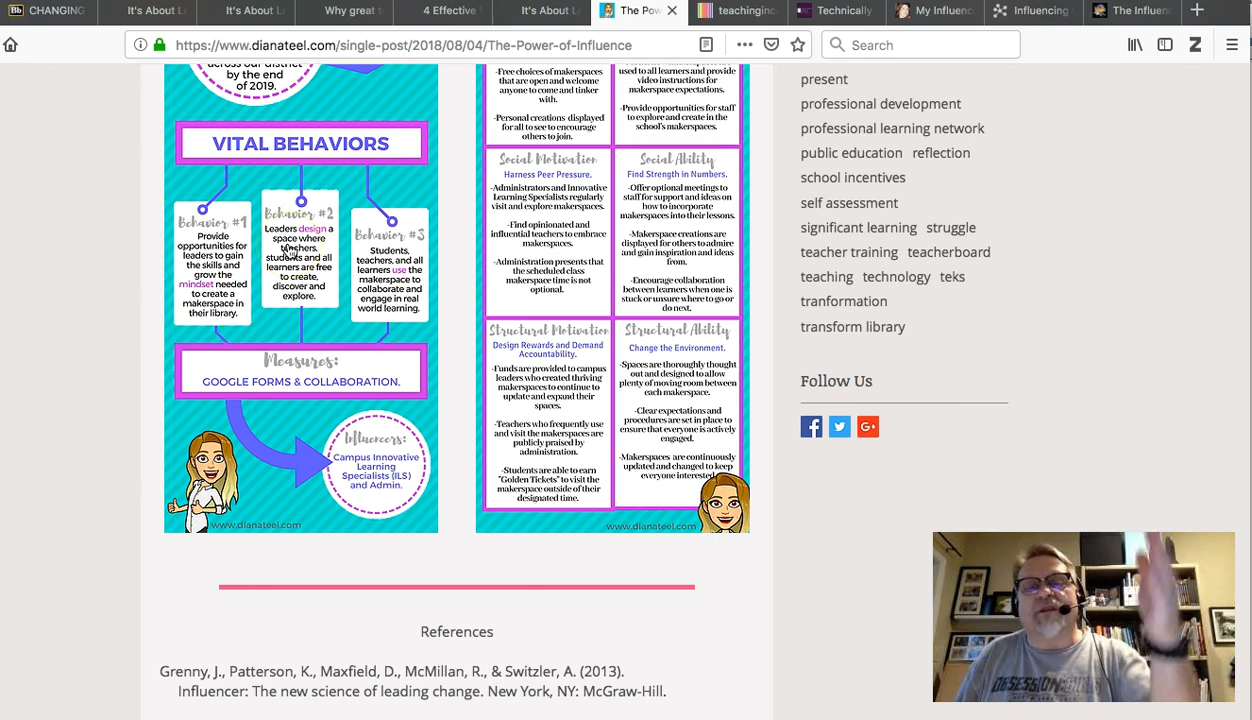 CHANGING
It's About L
It's About L
Why great
4 Effective
It's About L
The Pow
teachinginc
Technically
My Influenc
Influencing
The Influen
https://www.dianateel.com/single-post/2018/08/04/The-Power-of-Influence
Search
across our district
by the end
of 2019.
VITAL BEHAVIORS
Behavior #1
Provide
opportunities for
leaders to gain
the skills and
grow the
mindset needed
to create a
makerspace in
their library.
Behavior #2
Leaders design a
space where
teachers,
students and all
learners are free
to create,
discover and
explore.
Behavior #3
Students,
teachers, and all
learners use the
makerspace to
collaborate and
engage in real
world learning.
Measures:
GOOGLE FORMS & COLLABORATION.
Influencers:
Campus Innovative
Learning
Specialists (ILS)
and Admin.
www.dianateel.com
-Free choices of makerspaces
that are open and welcome
anyone to come and tinker
with.
-Personal creations displayed
for all to see to encourage
others to join.
used to all learners and provide
video instructions for
makerspace expectations.
-Provide opportunities for staff
to explore and create in the
school's makerspaces.
Social Motivation
Harness Peer Pressure.
-Administrators and Innovative
Learning Specialists regularly
visit and explore makerspaces.
-Find opinionated and
influential teachers to embrace
makerspaces.
-Administration presents that
the scheduled class
makerspace time is not
optional.
Social Ability
Find Strength in Numbers.
-Offer optional meetings to
staff for support and ideas on
how to incorporate
makerspaces into their lessons.
-Makerspace creations are
displayed for others to admire
and gain inspiration and ideas
from.
-Encourage collaboration
between learners when one is
stuck or unsure where to go or
do next.
Structural Motivation
Design Rewards and Demand
Accountability.
-Funds are provided to campus
leaders who created thriving
makerspaces to continue to
update and expand their
spaces.
-Teachers who frequently use
and visit the makerspaces are
publicly praised by
administration.
-Students are able to earn
"Golden Tickets" to visit the
makerspace outside of their
designated time.
Structural Ability
Change the Environment.
-Spaces are thoroughly thought
out and designed to allow
plenty of moving room between
each makerspace.
-Clear expectations and
procedures are set in place to
ensure that everyone is actively
engaged.
-Makerspaces are continuously
updated and changed to keep
everyone interested.
www.dianateel.com
References
Grenny, J., Patterson, K., Maxfield, D., McMillan, R., & Switzler, A. (2013).
Influencer: The new science of leading change. New York, NY: McGraw-Hill.
present
professional development
professional learning network
public education reflection
school incentives
self assessment
significant learning struggle
teacher training teacherboard
teaching technology teks
tranformation
transform library
Follow Us